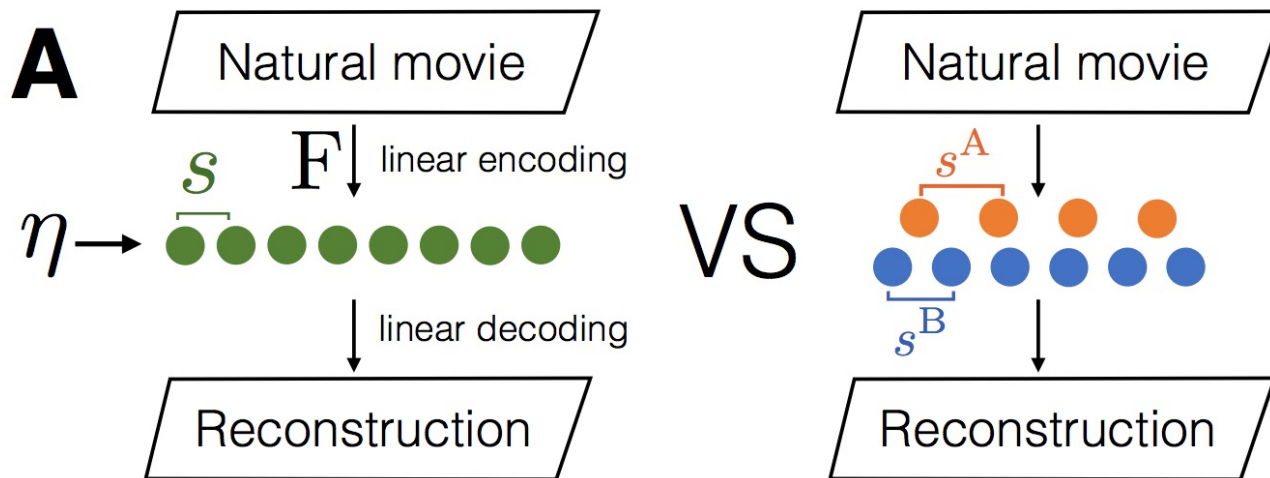 A
Natural movie
s
F
linear encoding
η
linear decoding
Reconstruction
VS
Natural movie
s^A
s^B
Reconstruction